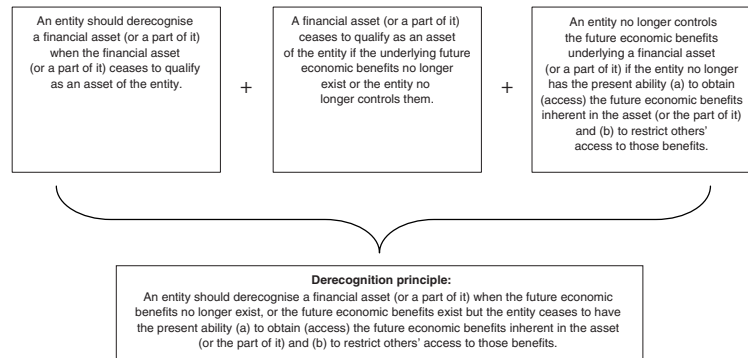 An entity should derecognise
a financial asset (or a part of it)
when the financial asset
(or a part of it) ceases to qualify
as an asset of the entity.
+
A financial asset (or a part of it)
ceases to qualify as an asset
of the entity if the underlying future
economic benefits no longer
exist or the entity no
longer controls them.
+
An entity no longer controls
the future economic benefits
underlying a financial asset
(or a part of it) if the entity no longer
has the present ability (a) to obtain
(access) the future economic benefits
inherent in the asset (or the part of it)
and (b) to restrict others’
access to those benefits.
Derecognition principle:
An entity should derecognise a financial asset (or a part of it) when the future economic
benefits no longer exist, or the future economic benefits exist but the entity ceases to have
the present ability (a) to obtain (access) the future economic benefits inherent in the asset
(or the part of it) and (b) to restrict others’ access to those benefits.